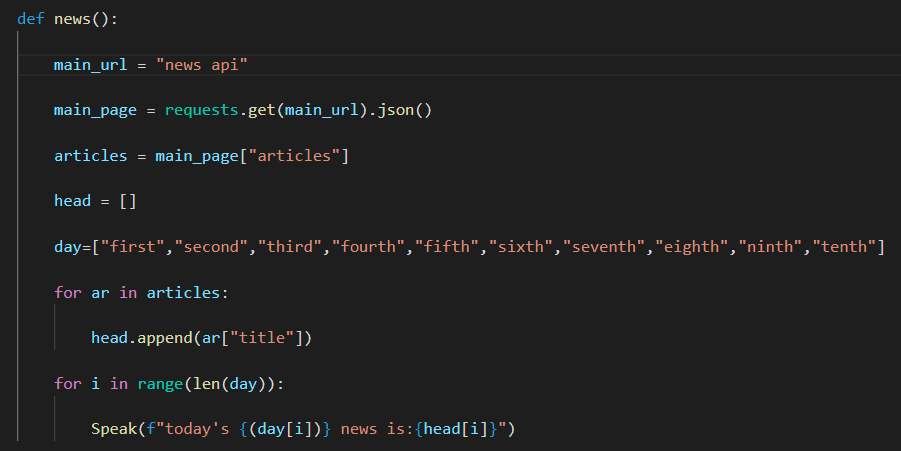 def news():
    main_url = "news api"
    main_page = requests.get(main_url).json()
    articles = main_page["articles"]
    head = []
    day=["first","second","third","fourth","fifth","sixth","seventh","eighth","ninth","tenth"]
    for ar in articles:
        head.append(ar["title"])
    for i in range(len(day)):
        Speak(f"today's {(day[i])} news is:{head[i]}")